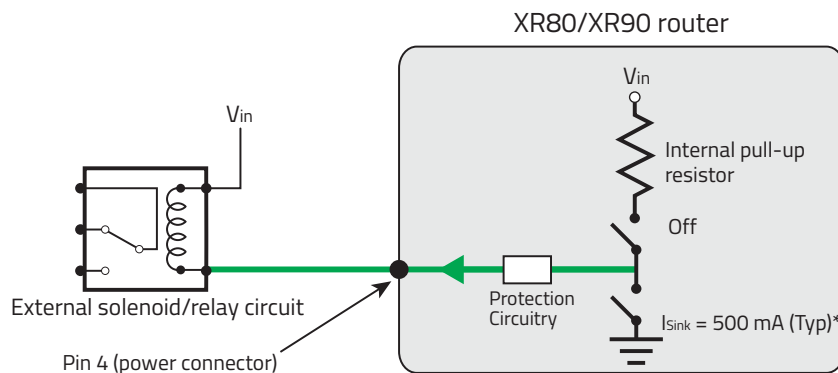 XR80/XR90 router
Vin
Vin
Internal pull-up
resistor
Off
External solenoid/relay circuit
Protection
Circuitry
ISink = 500 mA (Typ)*
Pin 4 (power connector)